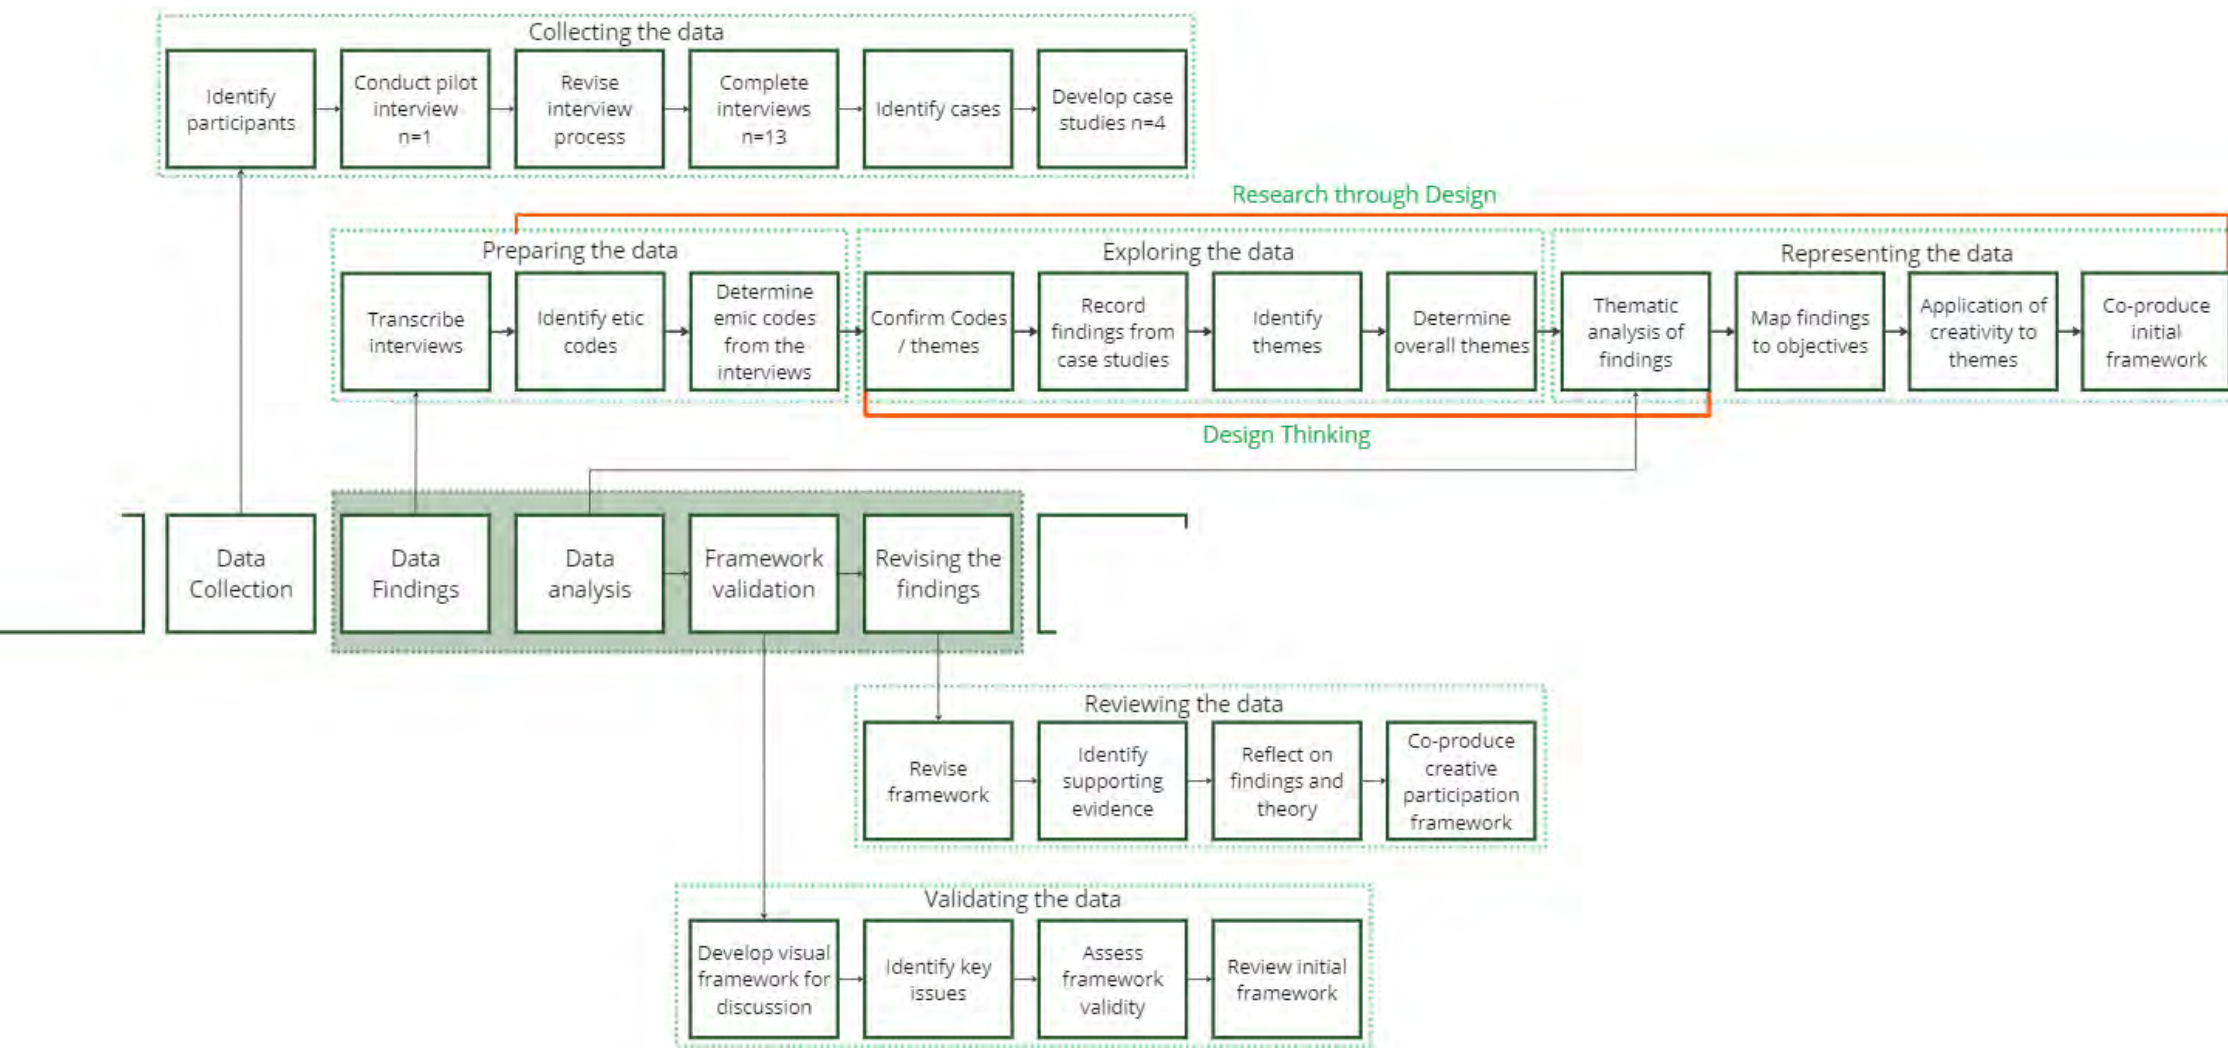 Collecting the data
Identify
participants
Conduct pilot
interview
n=1
Revise
interview
process
Complete
interviews
n=13
Identify cases
Develop case
studies n=4
Research through Design
Preparing the data
Transcribe
interviews
Identify etic
codes
Determine
emic codes
from the
interviews
Exploring the data
Confirm Codes
/ themes
Record
findings from
case studies
Identify
themes
Determine
overall themes
Representing the data
Thematic
analysis of
findings
Map findings
to objectives
Application of
creativity to
themes
Co-produce
initial
framework
Design Thinking
Data
Collection
Data
Findings
Data
analysis
Framework
validation
Revising the
findings
Reviewing the data
Revise
framework
Identify
supporting
evidence
Reflect on
findings and
theory
Co-produce
creative
participation
framework
Validating the data
Develop visual
framework for
discussion
Identify key
issues
Assess
framework
validity
Review initial
framework